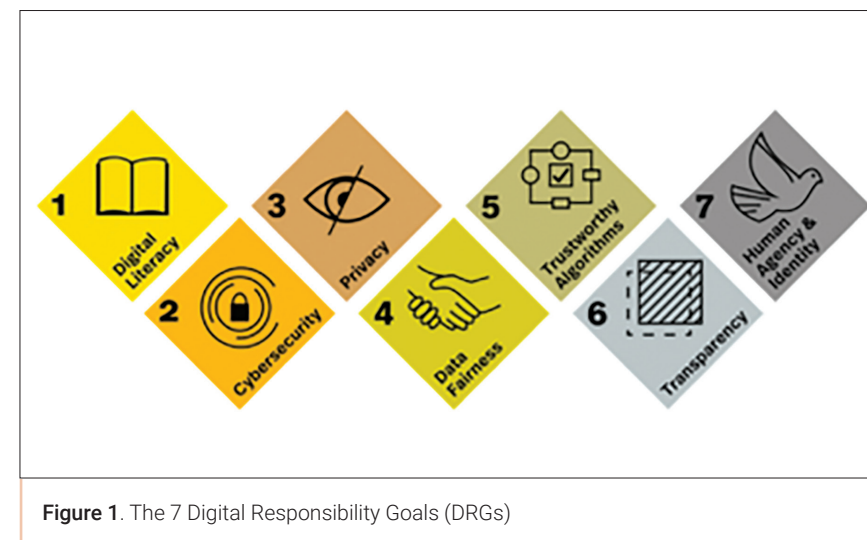 1
Digital
Literacy
2
Cybersecurity
3
Privacy
4
Data
Fairness
5
Trustworthy
Algorithms
6
Transparency
7
Human
Agency &
Identity
Figure 1. The 7 Digital Responsibility Goals (DRGs)